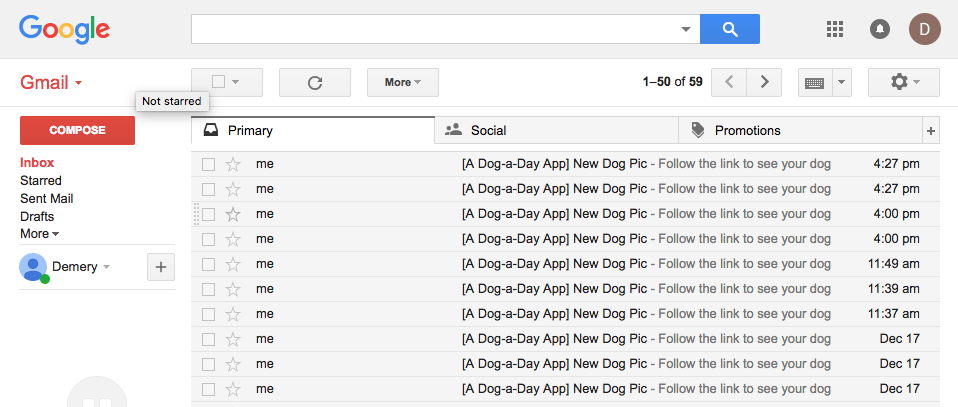 Google
D
Gmail
More
1–50 of 59
Not starred
COMPOSE
Primary
Social
Promotions
+
Inbox
Starred
Sent Mail
Drafts
More
Demery
+
me [A Dog-a-Day App] New Dog Pic - Follow the link to see your dog 4:27 pm
me [A Dog-a-Day App] New Dog Pic - Follow the link to see your dog 4:27 pm
me [A Dog-a-Day App] New Dog Pic - Follow the link to see your dog 4:00 pm
me [A Dog-a-Day App] New Dog Pic - Follow the link to see your dog 4:00 pm
me [A Dog-a-Day App] New Dog Pic - Follow the link to see your dog 11:49 am
me [A Dog-a-Day App] New Dog Pic - Follow the link to see your dog 11:39 am
me [A Dog-a-Day App] New Dog Pic - Follow the link to see your dog 11:37 am
me [A Dog-a-Day App] New Dog Pic - Follow the link to see your dog Dec 17
me [A Dog-a-Day App] New Dog Pic - Follow the link to see your dog Dec 17
me [A Dog-a-Day App] New Dog Pic - Follow the link to see your dog Dec 17